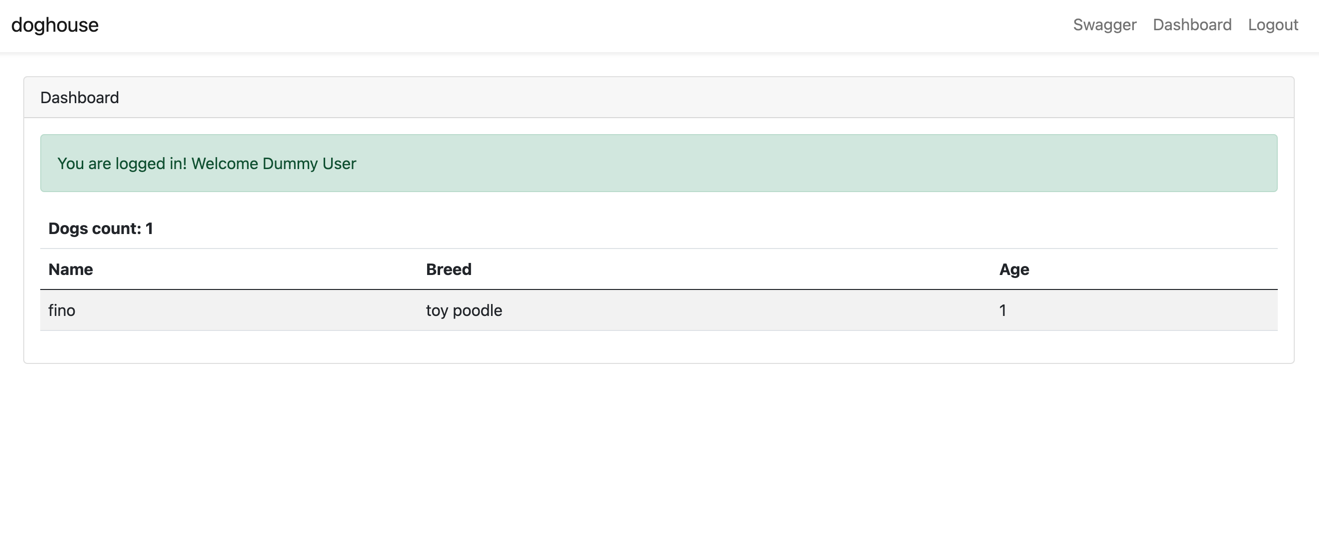 doghouse Swagger Dashboard Logout
Dashboard
You are logged in! Welcome Dummy User
Dogs count: 1
Name Breed Age
fino toy poodle 1